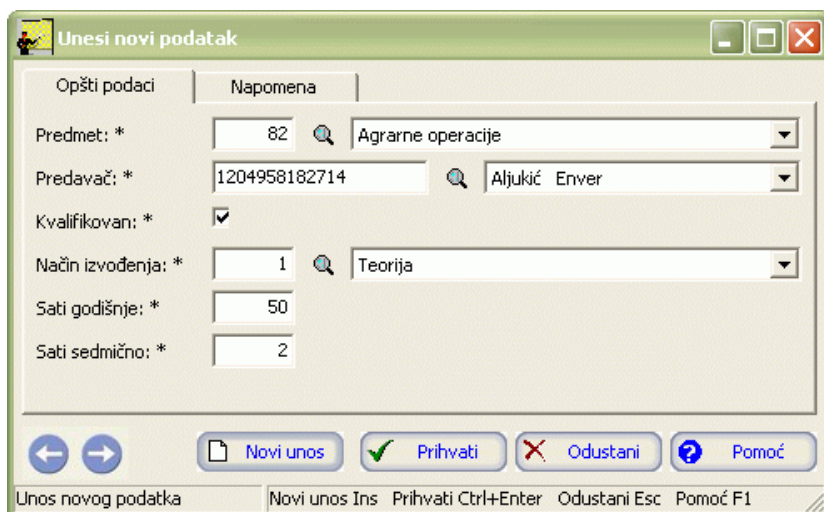 Unesi novi podatak
Opšti podaci Napomena
Predmet: * 82 Agrarne operacije
Predavač: * 1204958182714 Aljukić Enver
Kvalifikovan: *
Način izvođenja: * 1 Teorija
Sati godišnje: * 50
Sati sedmično: * 2
Novi unos Prihvati Odustani Pomoć
Unos novog podatka Novi unos Ins Prihvati Ctrl+Enter Odustani Esc Pomoć F1